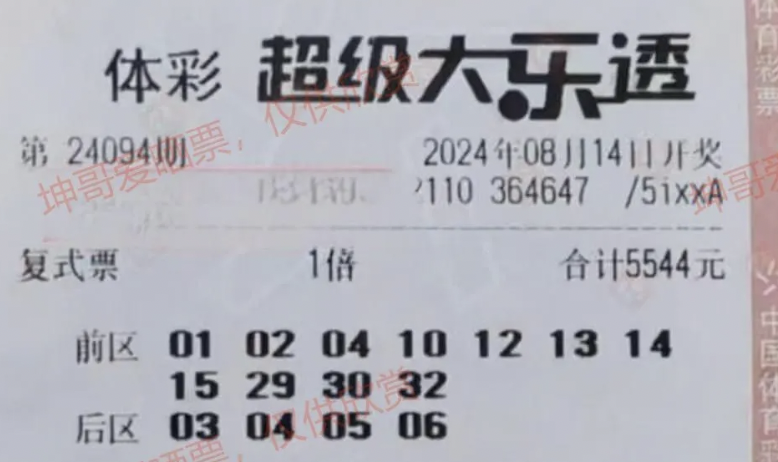 体彩 超级大乐透
第 24094期 2024年08月14日开奖
110 364647 /5ixxA
复式票 1倍 合计5544元
前区 01 02 04 10 12 13 14
15 29 30 32
后区 03 04 05 06
坤哥爱晒票，仅供欣赏
坤哥爱
仅供欣赏
爱晒票，
体育彩票
中国体育彩